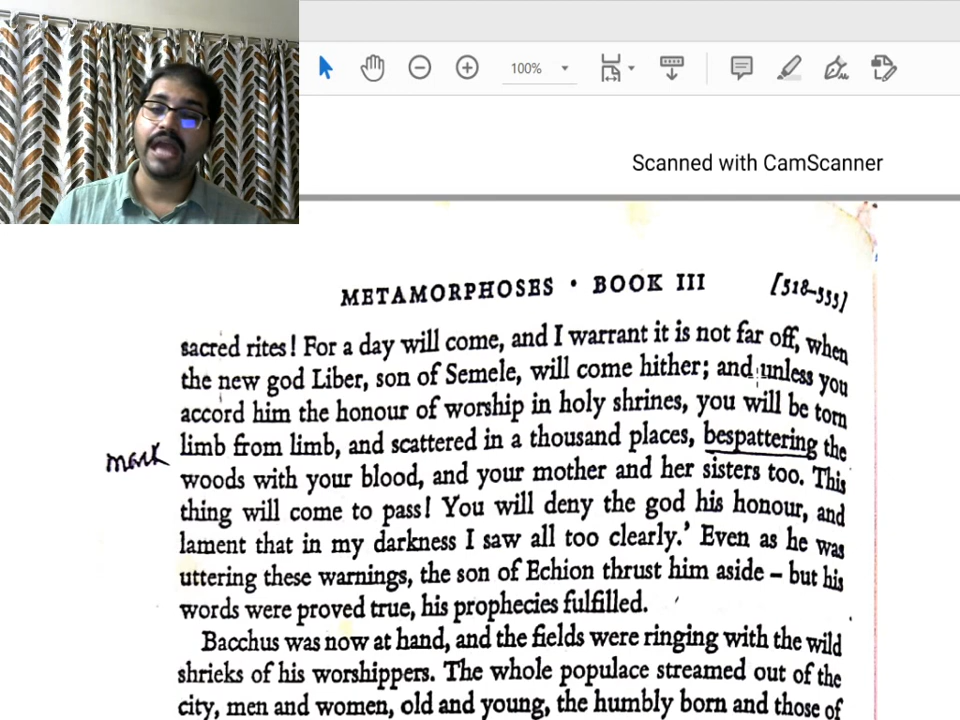 100%
Scanned with CamScanner
METAMORPHOSES · BOOK III [518–555]
sacred rites! For a day will come, and I warrant it is not far off, when
the new god Liber, son of Semele, will come hither; and unless you
accord him the honour of worship in holy shrines, you will be torn
limb from limb, and scattered in a thousand places, bespattering the
mark
woods with your blood, and your mother and her sisters too. This
thing will come to pass! You will deny the god his honour, and
lament that in my darkness I saw all too clearly.’ Even as he was
uttering these warnings, the son of Echion thrust him aside – but his
words were proved true, his prophecies fulfilled.
Bacchus was now at hand, and the fields were ringing with the wild
shrieks of his worshippers. The whole populace streamed out of the
city, men and women, old and young, the humbly born and those of